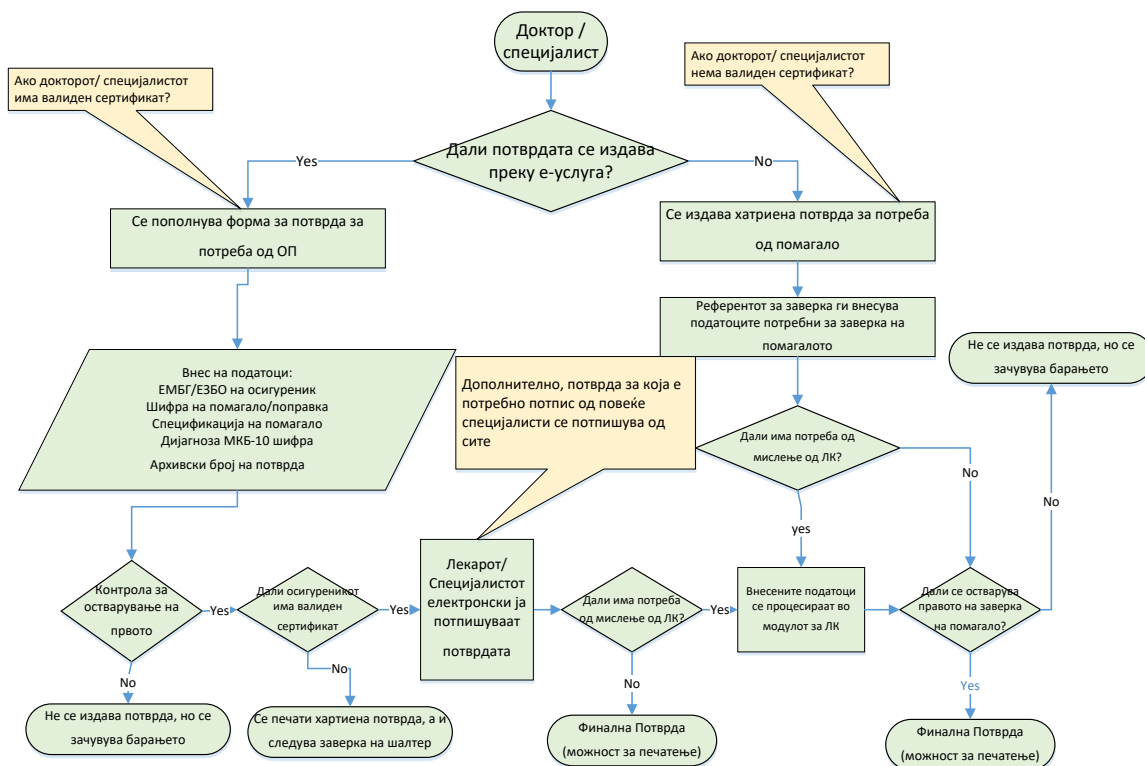 Доктор /
специјалист
Ако докторот/ специјалистот
има валиден сертификат?
Ако докторот/ специјалистот
нема валиден сертификат?
Дали потврдата се издава
преку е-услуга?
Yes
No
Се пополнува форма за потврда за
потреба од ОП
Се издава хатриена потврда за потреба
од помагало
Референтот за заверка ги внесува
податоците потребни за заверка на
помагалото
Не се издава потврда, но се
зачувува барањето
Внес на податоци:
ЕМБГ/ЕЗБО на осигуреник
Шифра на помагало/поправка
Спецификација на помагало
Дијагноза МКБ-10 шифра
Архивски број на потврда
Дополнително, потврда за која е
потребно потпис од повеќе
специјалисти се потпишува од
сите
Дали има потреба од
мислење од ЛК?
No
No
yes
Контрола за
остварување на
првото
Yes
Дали осигуреникот
има валиден
сертификат
Yes
Лекарот/
Специјалистот
електронски ја
потпишуваат
потврдата
Дали има потреба
од мислење од ЛК?
Yes
Внесените податоци
се процесираат во
модулот за ЛК
Дали се остварува
правото на заверка
на помагало?
No
No
No
Yes
Не се издава потврда, но се
зачувува барањето
Се печати хартиена потврда, а и
следува заверка на шалтер
Финална Потврда
(можност за печатење)
Финална Потврда
(можност за печатење)